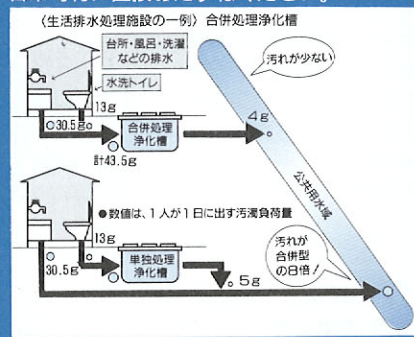 〈生活排水処理施設の一例〉合併処理浄化槽
台所・風呂・洗濯
などの排水
水洗トイレ
汚れが少ない
13g
30.5g
合併処理
浄化槽
4g
計43.5g
公共用水域
●数値は、1人が1日に出す汚濁負荷量
13g
30.5g
単独処理
浄化槽
5g
汚れが
合併型
の8倍！